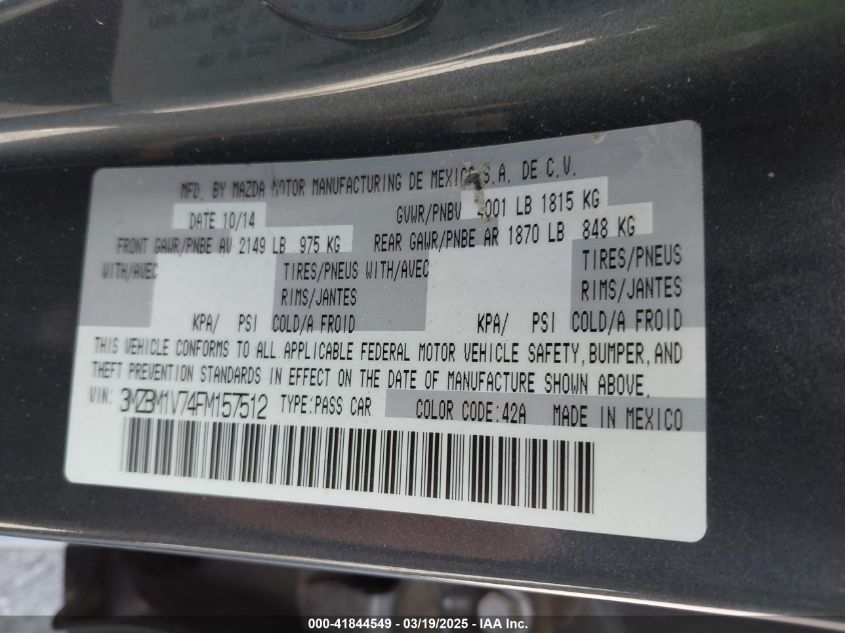 MFD. BY MAZDA MOTOR MANUFACTURING DE MEXICO S.A. DE C.V.
DATE 10/14 GVWR/PNBV 4001 LB 1815 KG
FRONT GAWR/PNBE AV 2149 LB 975 KG REAR GAWR/PNBE AR 1870 LB 848 KG
WITH/AVEC TIRES/PNEUS WITH/AVEC TIRES/PNEUS
RIMS/JANTES RIMS/JANTES
KPA/ PSI COLD/A FROID KPA/ PSI COLD/A FROID
THIS VEHICLE CONFORMS TO ALL APPLICABLE FEDERAL MOTOR VEHICLE SAFETY, BUMPER, AND
THEFT PREVENTION STANDARDS IN EFFECT ON THE DATE OF MANUFACTURE SHOWN ABOVE.
VIN: 3MZBM1V74FM157512 TYPE:PASS CAR COLOR CODE:42A MADE IN MEXICO
000-41844549 - 03/19/2025 - IAA Inc.